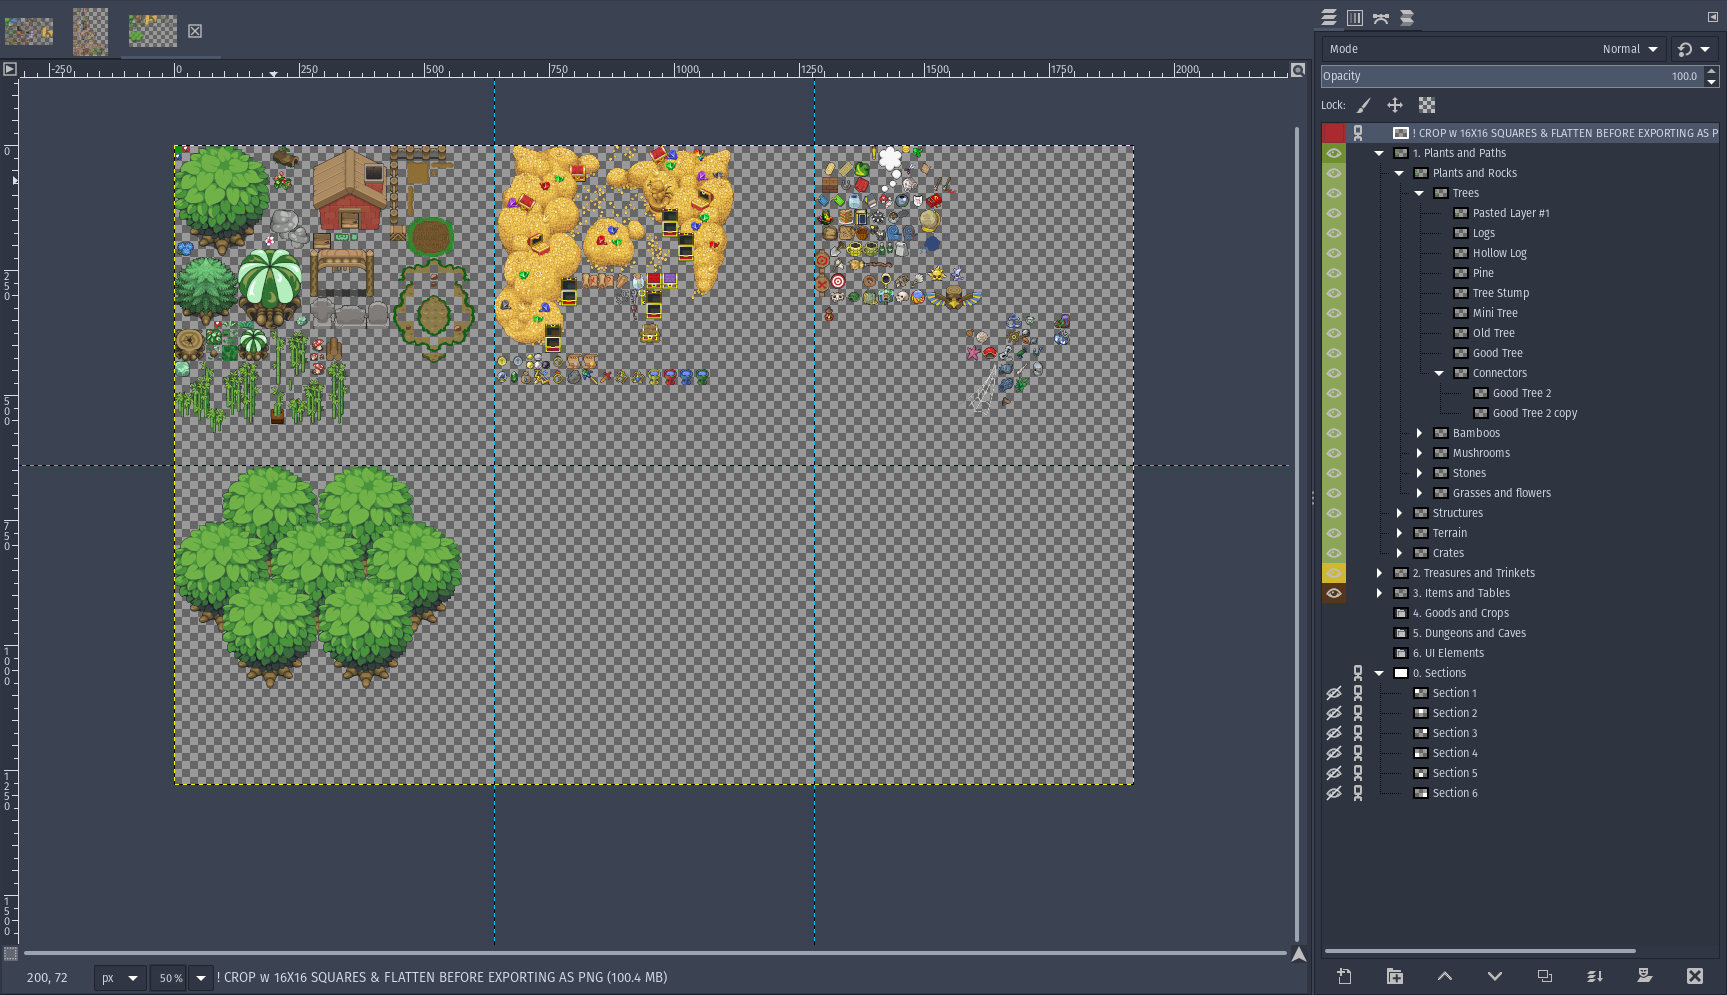 Mode Normal
Opacity 100.0
Lock:
-250 0 250 500 750 1000 1250 1500 1750 2000
0
250
500
750
1000
1250
1500
! CROP w 16X16 SQUARES & FLATTEN BEFORE EXPORTING AS P
1. Plants and Paths
Plants and Rocks
Trees
Pasted Layer #1
Logs
Hollow Log
Pine
Tree Stump
Mini Tree
Old Tree
Good Tree
Connectors
Good Tree 2
Good Tree 2 copy
Bamboos
Mushrooms
Stones
Grasses and flowers
Structures
Terrain
Crates
2. Treasures and Trinkets
3. Items and Tables
4. Goods and Crops
5. Dungeons and Caves
6. UI Elements
0. Sections
Section 1
Section 2
Section 3
Section 4
Section 5
Section 6
200, 72 px 50 % ! CROP w 16X16 SQUARES & FLATTEN BEFORE EXPORTING AS PNG (100.4 MB)